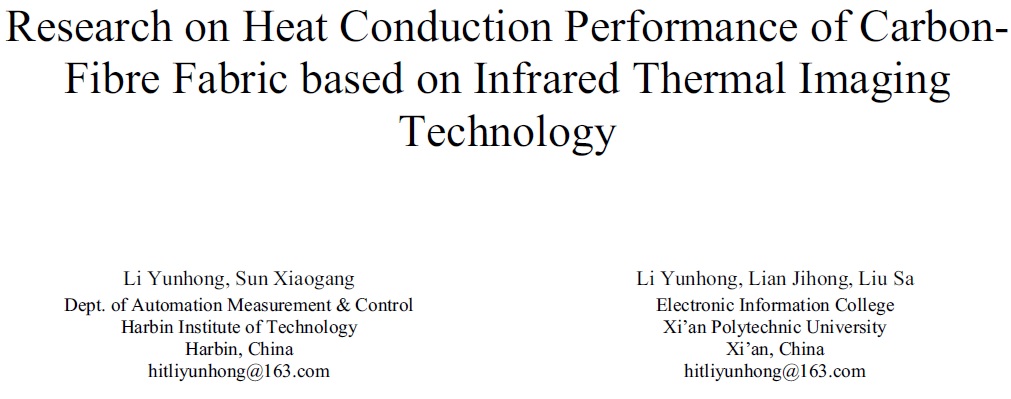 Research on Heat Conduction Performance of Carbon-
Fibre Fabric based on Infrared Thermal Imaging
Technology
Li Yunhong, Sun Xiaogang
Dept. of Automation Measurement & Control
Harbin Institute of Technology
Harbin, China
hitliyunhong@163.com
Li Yunhong, Lian Jihong, Liu Sa
Electronic Information College
Xi’an Polytechnic University
Xi’an, China
hitliyunhong@163.com